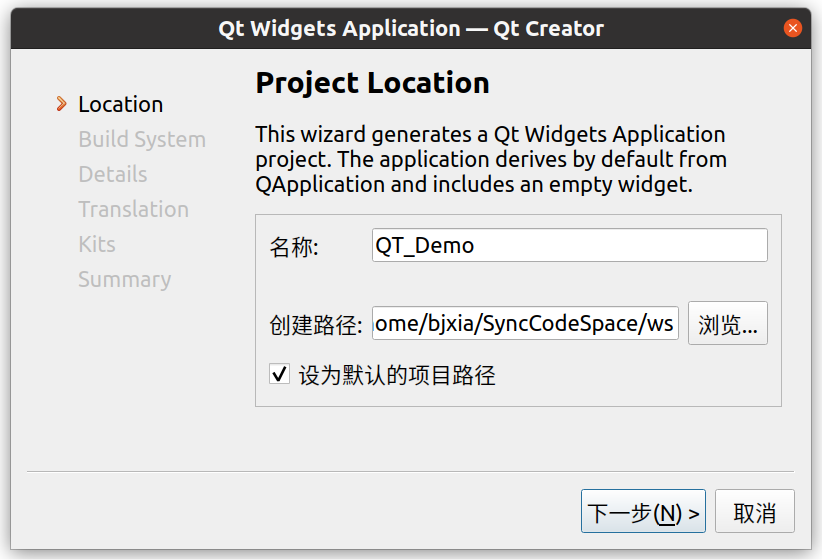 Qt Widgets Application — Qt Creator
Location
Build System
Details
Translation
Kits
Summary
Project Location
This wizard generates a Qt Widgets Application
project. The application derives by default from
QApplication and includes an empty widget.
名称: QT_Demo
创建路径: ome/bjxia/SyncCodeSpace/ws 浏览...
设为默认的项目路径
下一步(N) > 取消